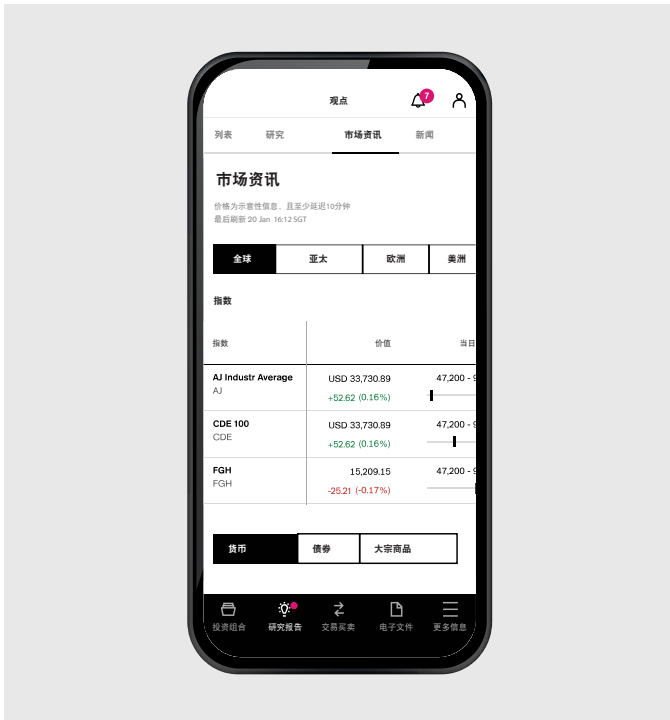 观点
7
列表 研究 市场资讯 新闻
市场资讯
价格为示意性信息，且至少延迟10分钟
最后刷新 20 Jan 16:12 SGT
全球 亚太 欧洲 美洲
指数
指数 价值 当日
AJ Industr Average USD 33,730.89 47,200 - 9
AJ +52.62 (0.16%)
CDE 100 USD 33,730.89 47,200 - 9
CDE +52.62 (0.16%)
FGH 15,209.15 47,200 - 9
FGH -25.21 (-0.17%)
货币 债券 大宗商品
投资组合 研究报告 交易买卖 电子文件 更多信息